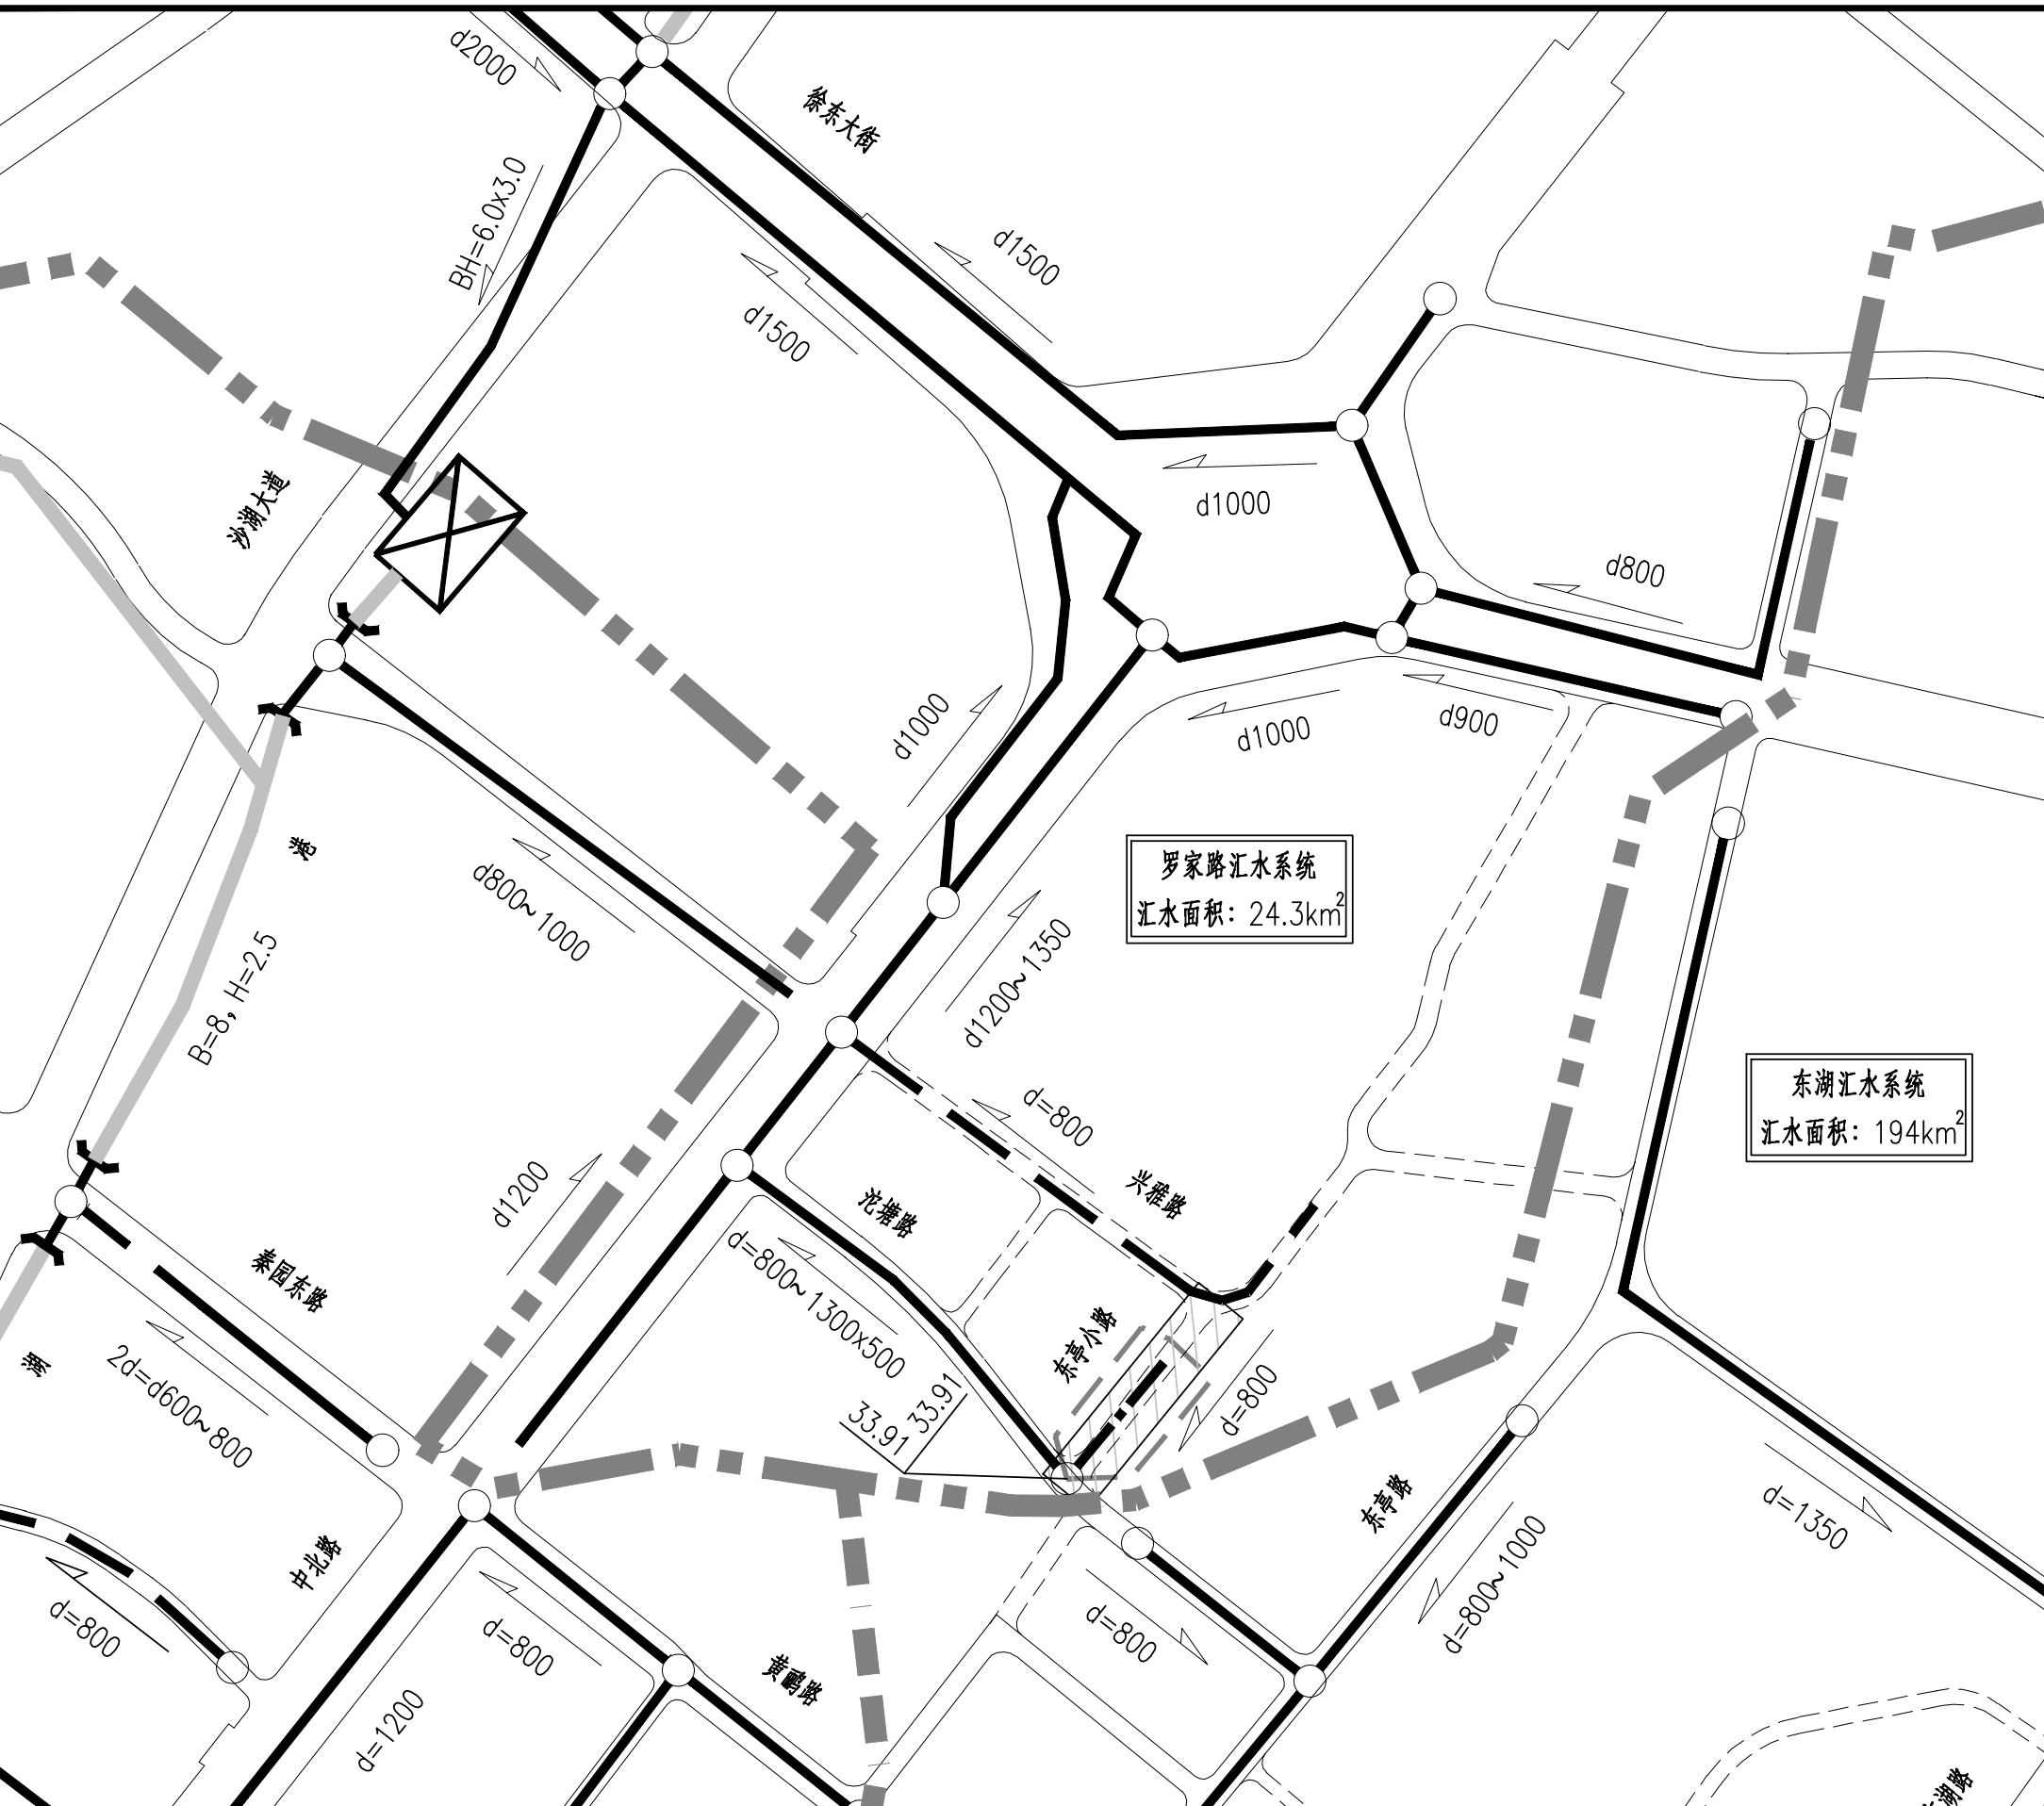 d2000
徐东大街
BH=6.0x3.0
d1500
d1500
d1000
d800
沙湖大道
d1000
d1000
d900
港
d800~1000
罗家路汇水系统
汇水面积：24.3km²
B=8, H=2.5
d1200~1350
东湖汇水系统
汇水面积：194km²
d=800
兴雅路
d1200
沱塘路
秦园东路
d=800~1300x500
东亭小路
湖
2d=d600~800
33.91
33.91
d=800
东亭路
d=1350
中北路
d=800
d=800
d=800
d=800~1000
黄鹂路
d=1200
湖路